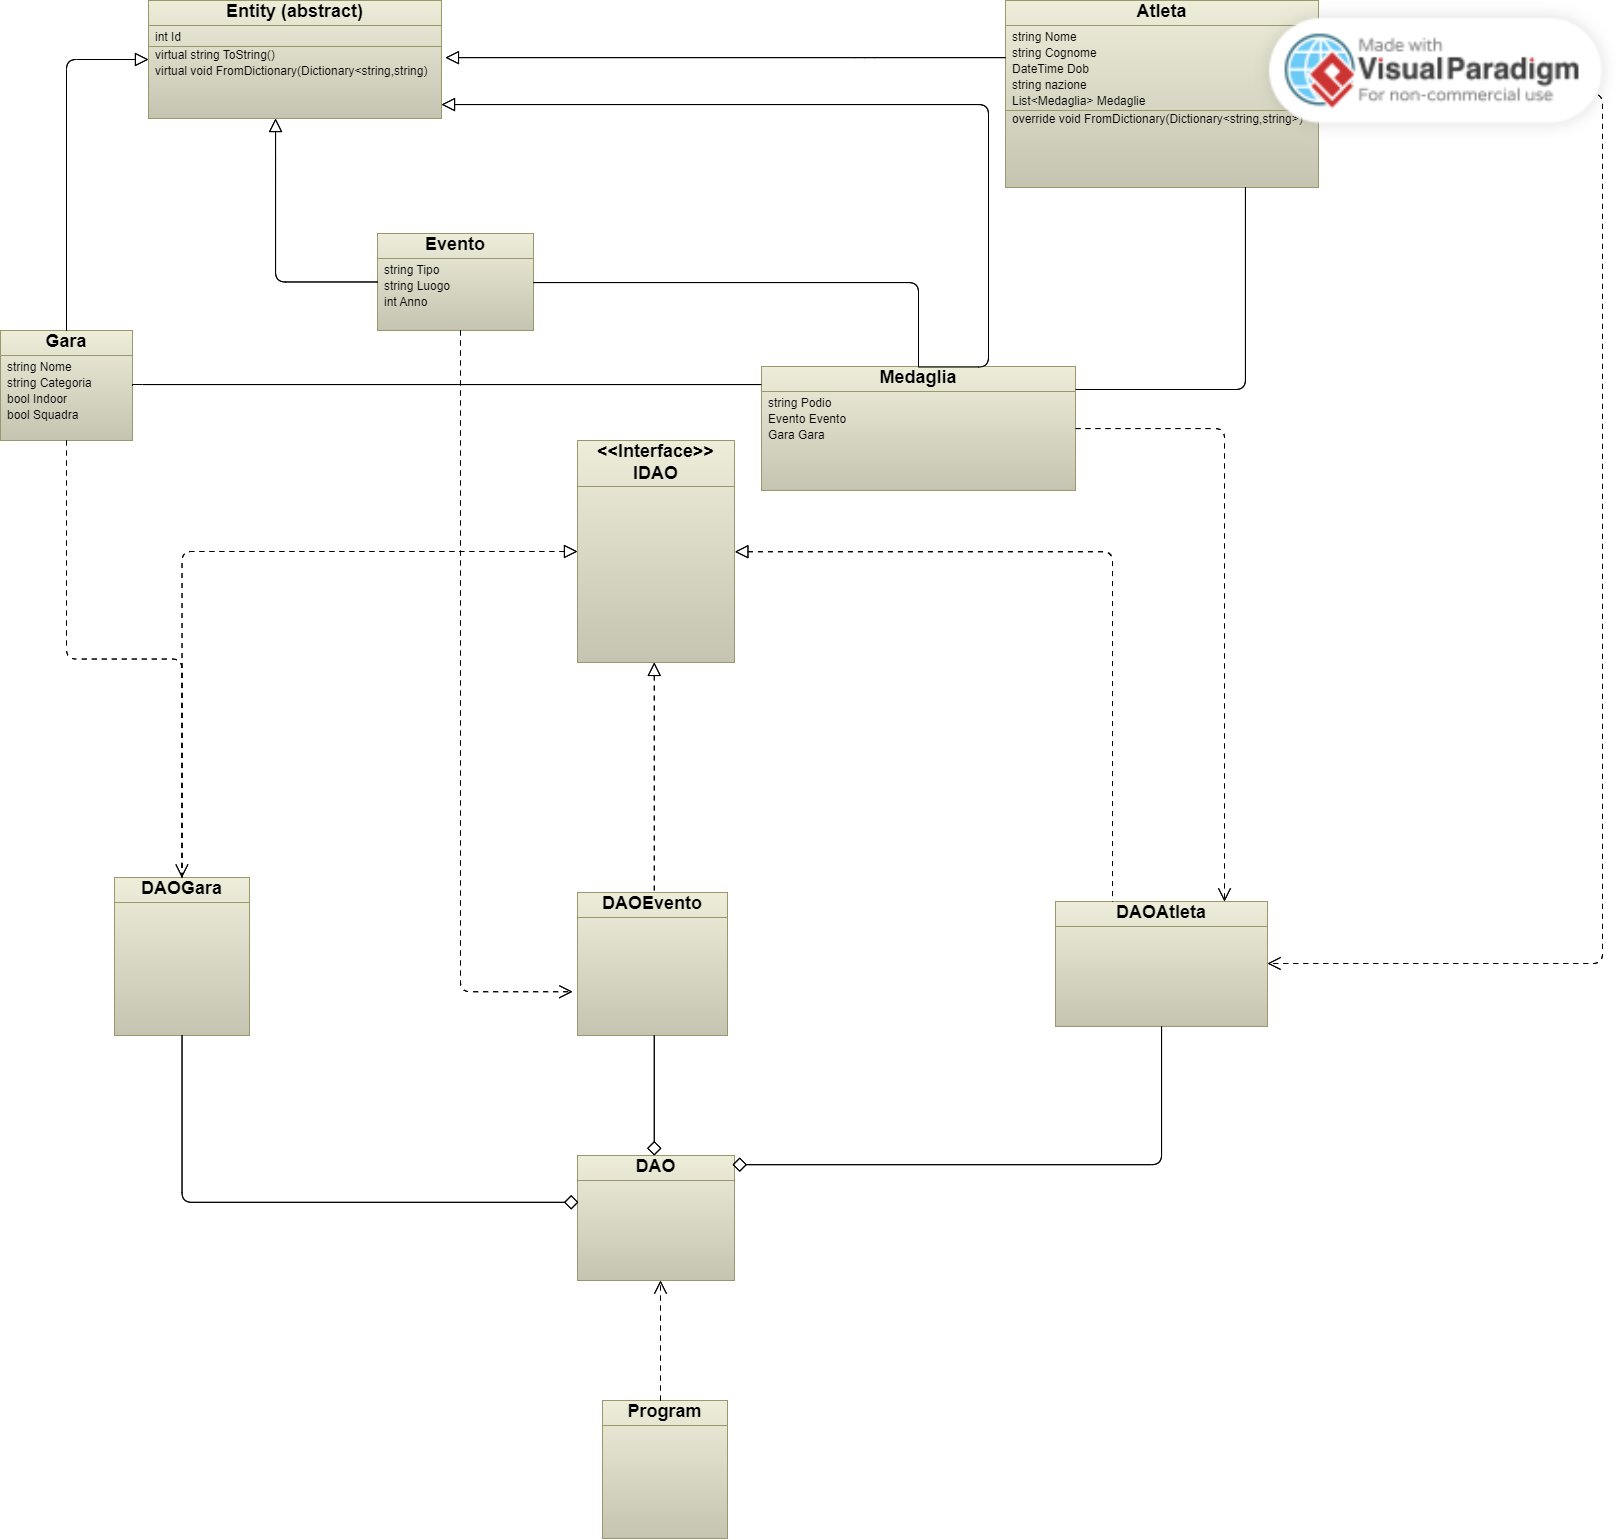 Entity (abstract)
int Id
virtual string ToString()
virtual void FromDictionary(Dictionary<string,string)
Atleta
string Nome
string Cognome
DateTime Dob
string nazione
List<Medaglia> Medaglie
override void FromDictionary(Dictionary<string,string>)
Made with
Visual Paradigm
For non-commercial use
Evento
string Tipo
string Luogo
int Anno
Gara
string Nome
string Categoria
bool Indoor
bool Squadra
Medaglia
string Podio
Evento Evento
Gara Gara
<<Interface>>
IDAO
DAOGara
DAOEvento
DAOAtleta
DAO
Program